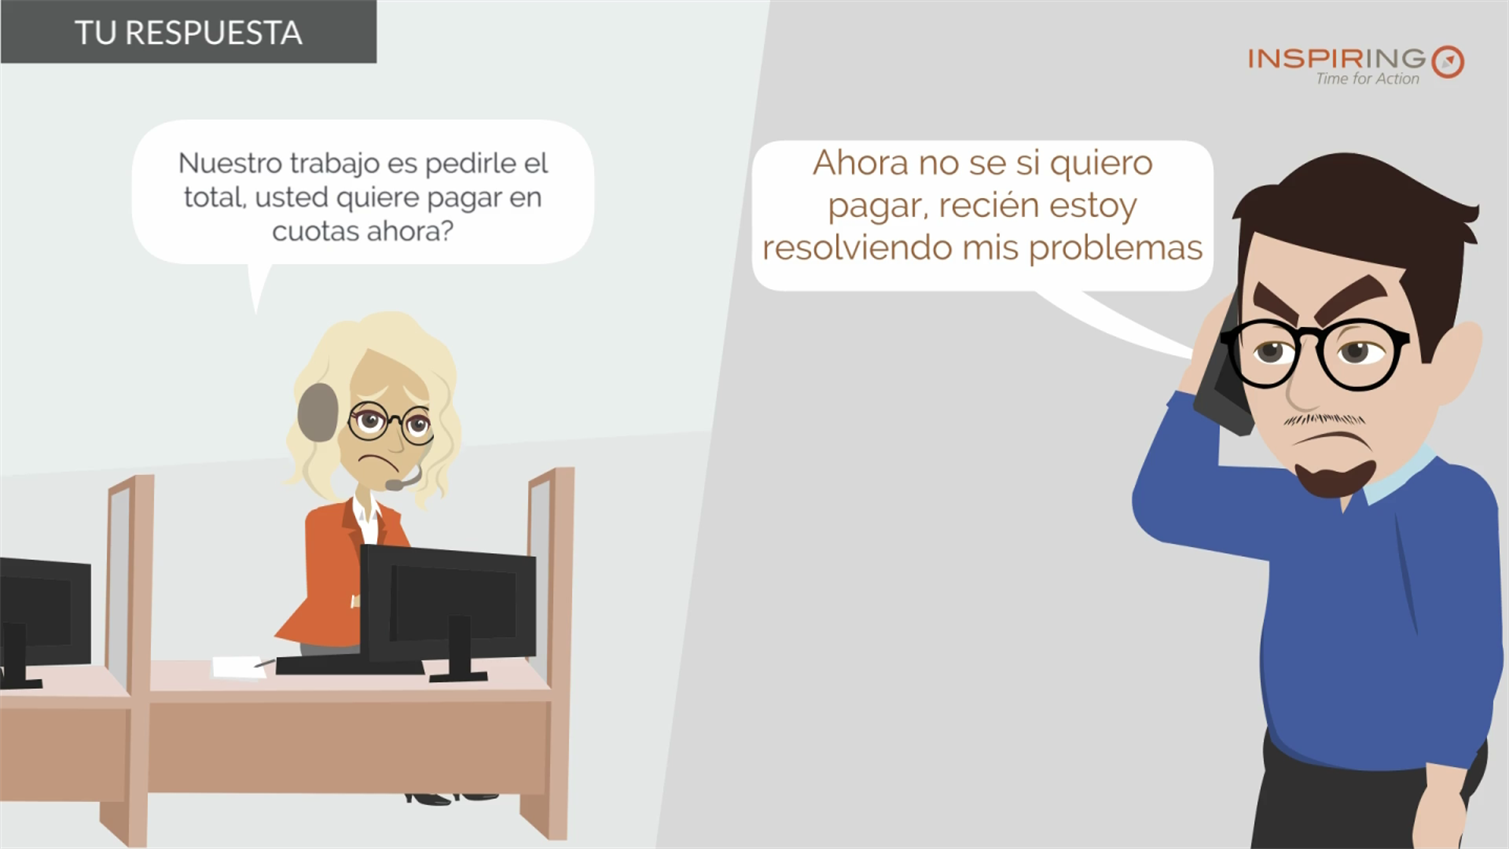 TU RESPUESTA
INSPIRING
Time for Action
Nuestro trabajo es pedirle el
total, usted quiere pagar en
cuotas ahora?
Ahora no se si quiero
pagar, recién estoy
resolviendo mis problemas